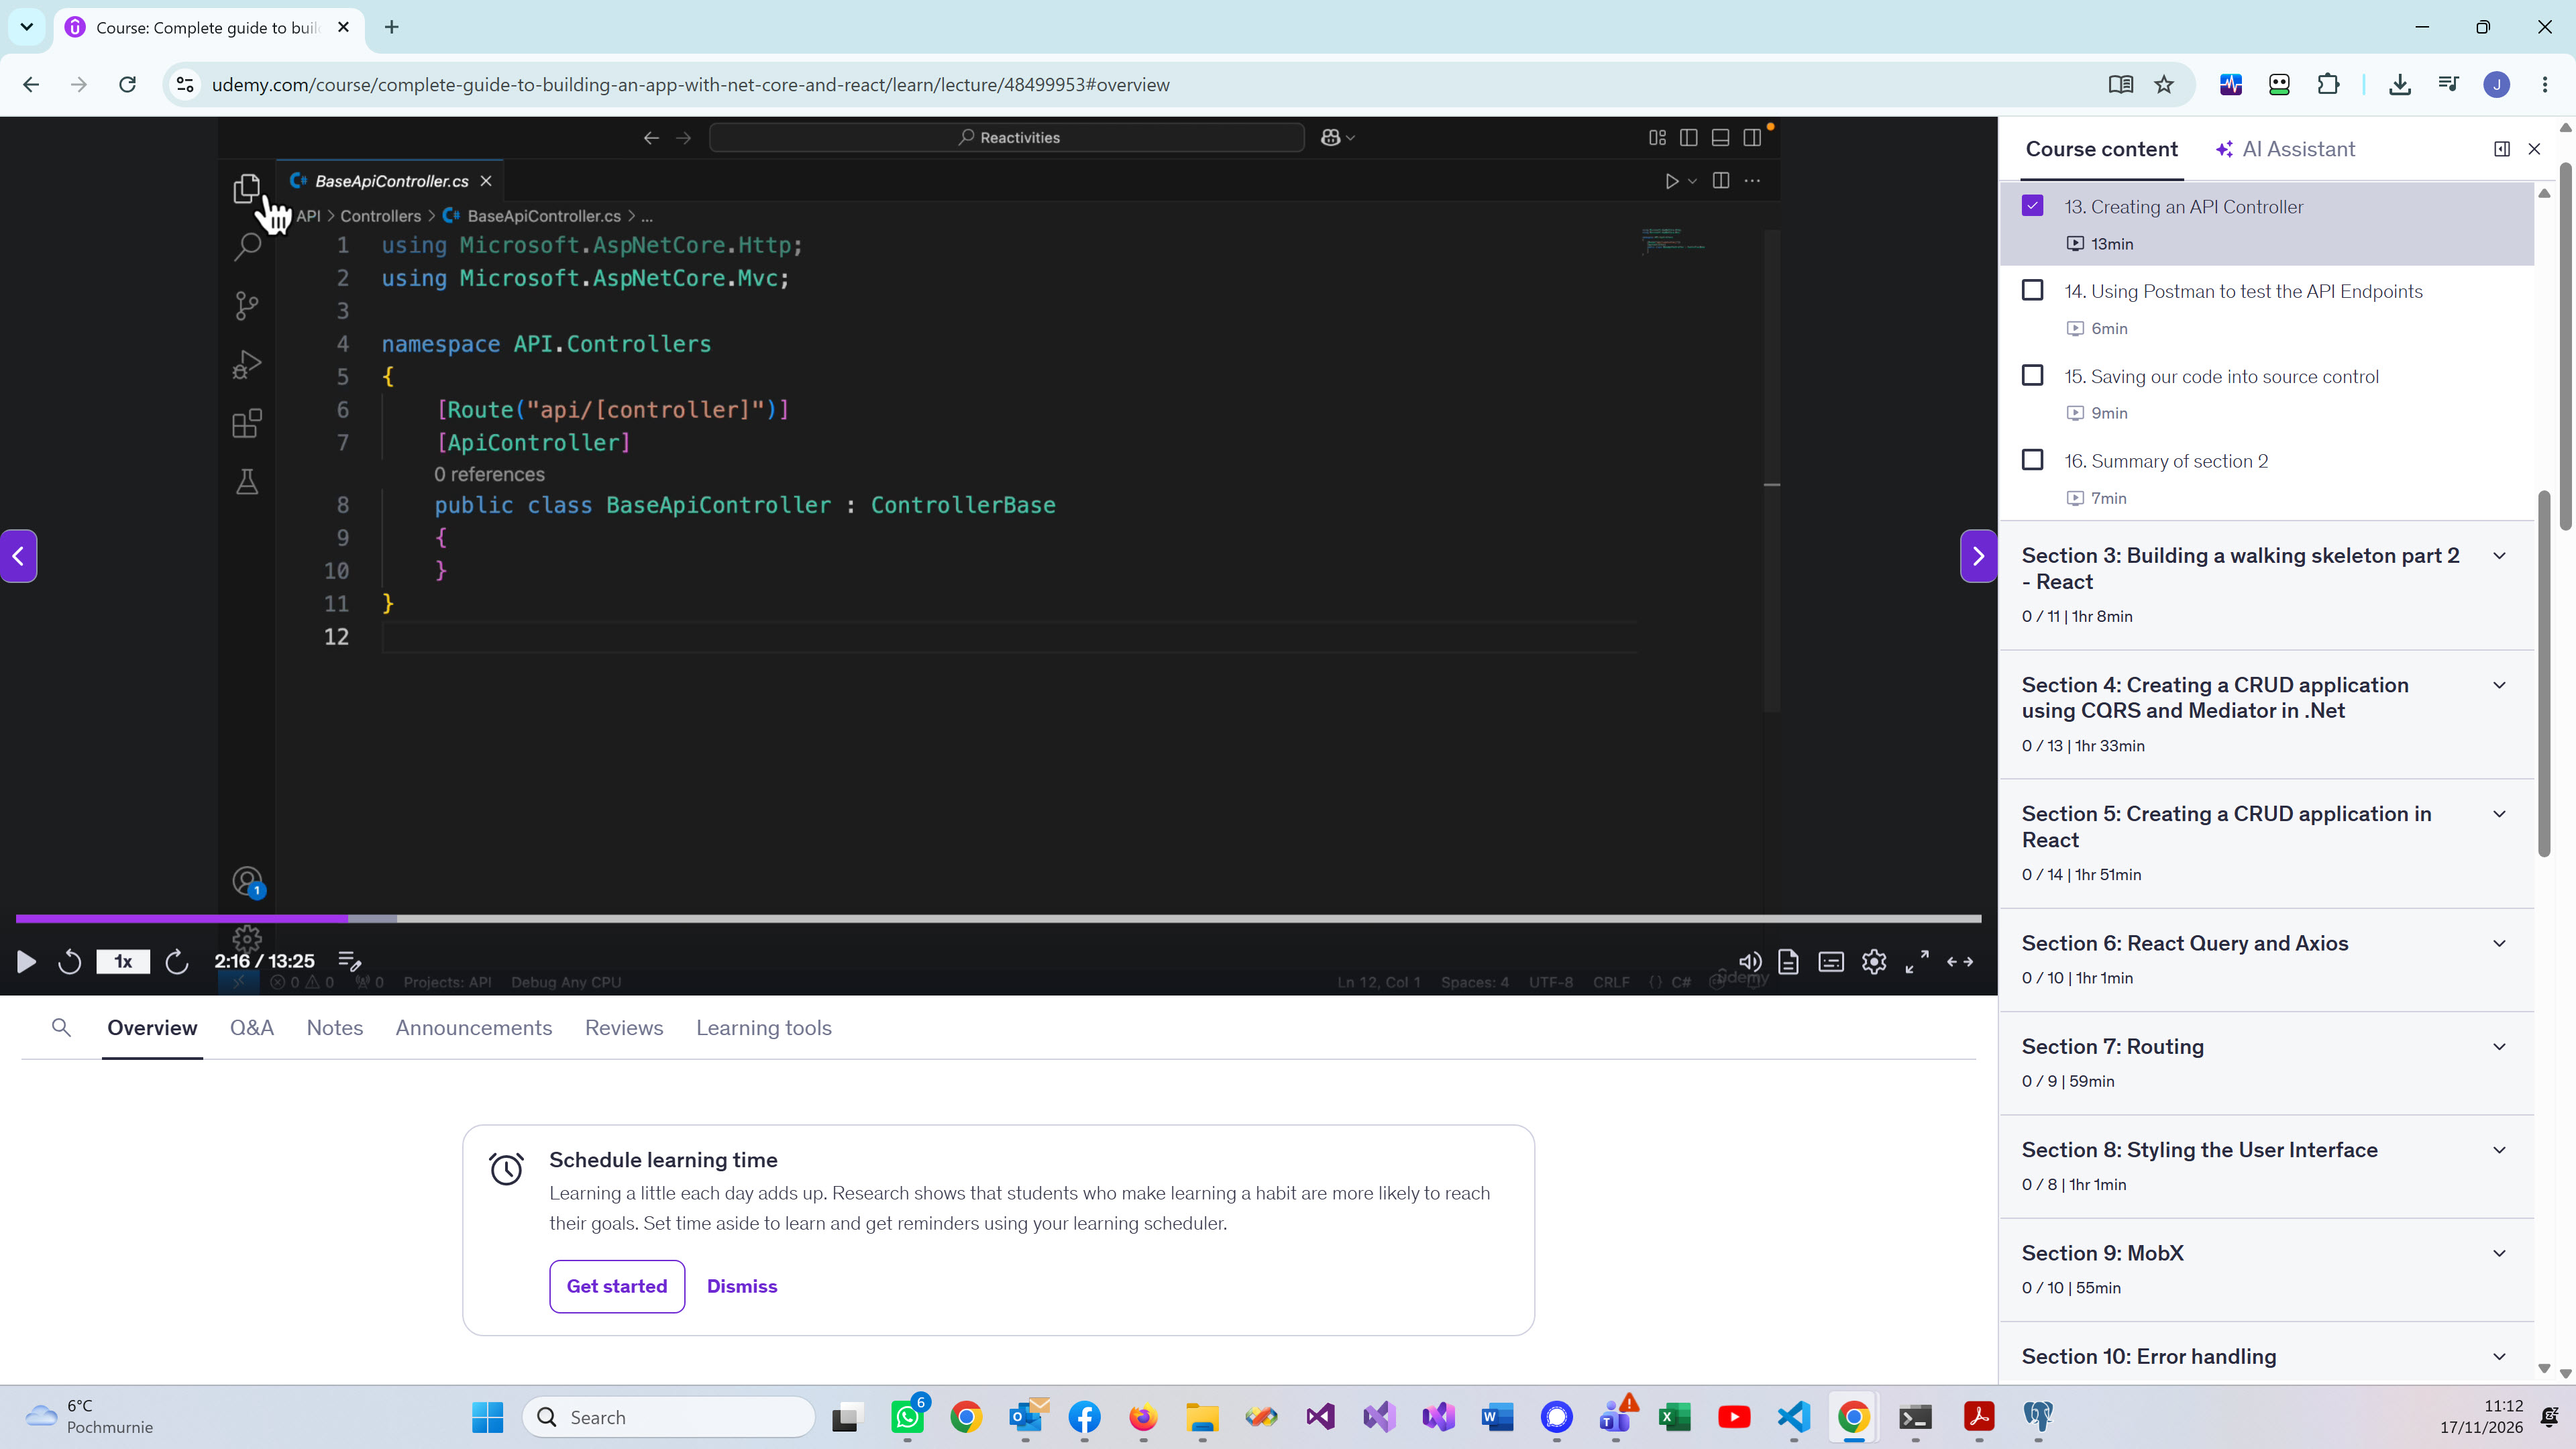 Course: Complete guide to buil
udemy.com/course/complete-guide-to-building-an-app-with-net-core-and-react/learn/lecture/48499953#overview
J
Reactivities
BaseApiController.cs
API > Controllers > BaseApiController.cs > ...
1 using Microsoft.AspNetCore.Http;
2 using Microsoft.AspNetCore.Mvc;
3
4 namespace API.Controllers
5 {
6 [Route("api/[controller]")]
7 [ApiController]
0 references
8 public class BaseApiController : ControllerBase
9 {
10 }
11 }
12
1
1x
2:16 / 13:25
0 0 0 Projects: API Debug Any CPU
Ln 12, Col 1 Spaces: 4 UTF-8 CRLF {} C#
udemy
Overview Q&A Notes Announcements Reviews Learning tools
Schedule learning time
Learning a little each day adds up. Research shows that students who make learning a habit are more likely to reach
their goals. Set time aside to learn and get reminders using your learning scheduler.
Get started Dismiss
Course content AI Assistant
13. Creating an API Controller
13min
14. Using Postman to test the API Endpoints
6min
15. Saving our code into source control
9min
16. Summary of section 2
7min
Section 3: Building a walking skeleton part 2
- React
0 / 11 | 1hr 8min
Section 4: Creating a CRUD application
using CQRS and Mediator in .Net
0 / 13 | 1hr 33min
Section 5: Creating a CRUD application in
React
0 / 14 | 1hr 51min
Section 6: React Query and Axios
0 / 10 | 1hr 1min
Section 7: Routing
0 / 9 | 59min
Section 8: Styling the User Interface
0 / 8 | 1hr 1min
Section 9: MobX
0 / 10 | 55min
Section 10: Error handling
6°C
Pochmurnie
Search
6
11:12
17/11/2026